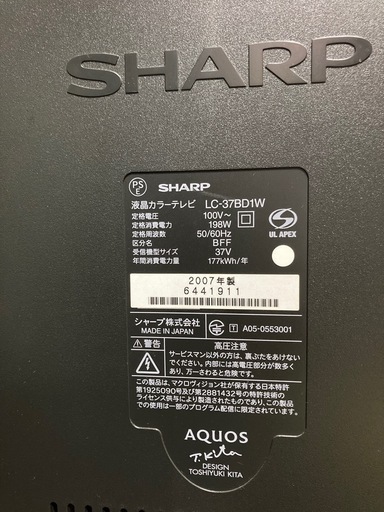 SHARP
PS
E
SHARP
液晶カラーテレビ LC-37BD1W
定格電圧 100V~
定格消費電力 198W
定格周波数 50/60Hz
区分名 BFF
受信機型サイズ 37V
年間消費電力量 177kWh/年
S
UL APEX
2007年製
6441911
シャープ株式会社
MADE IN JAPAN
T A05-0553001
警告 高圧注意
サービスマン以外の方は、裏ぶたをあけないで
ください。内部には高電圧部分が数多く
あり、万一さわると危険です。
この製品は、マクロヴィジョン社が保有する日本特許
第1925090号及び第2881432号の特許技術の
ライセンス供与により製造されたものであり、この製品
での使用は一部のプログラム配信に限定されています。
AQUOS
T.Kita
DESIGN
TOSHIYUKI KITA